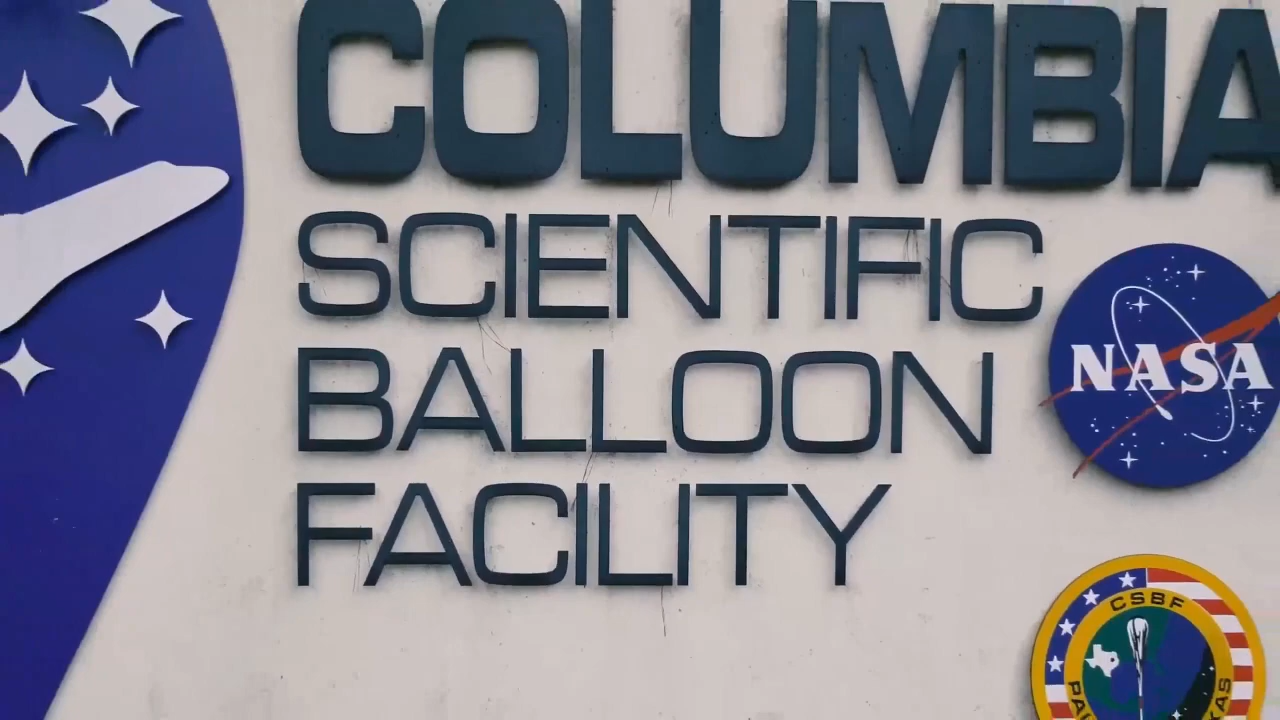 COLUMBIA
SCIENTIFIC
BALLOON
FACILITY
NASA
CSBF